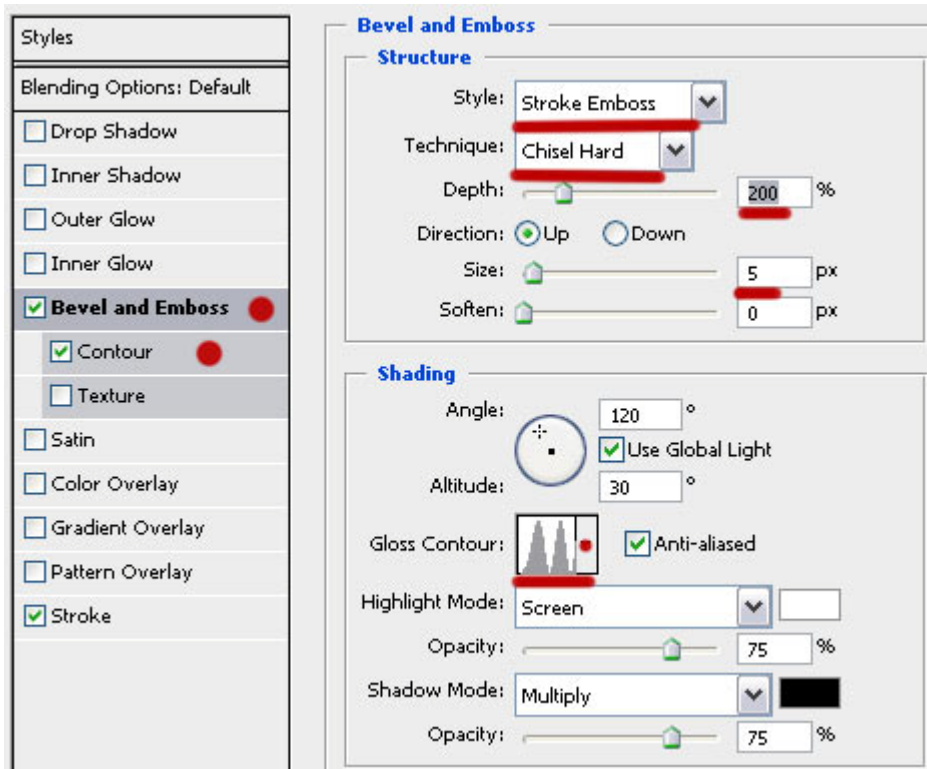 Styles
Blending Options: Default
Drop Shadow
Inner Shadow
Outer Glow
Inner Glow
Bevel and Emboss
Contour
Texture
Satin
Color Overlay
Gradient Overlay
Pattern Overlay
Stroke
Bevel and Emboss
Structure
Style: Stroke Emboss
Technique: Chisel Hard
Depth: 200 %
Direction: Up Down
Size: 5 px
Soften: 0 px
Shading
Angle: 120 °
Use Global Light
Altitude: 30 °
Gloss Contour: Anti-aliased
Highlight Mode: Screen
Opacity: 75 %
Shadow Mode: Multiply
Opacity: 75 %